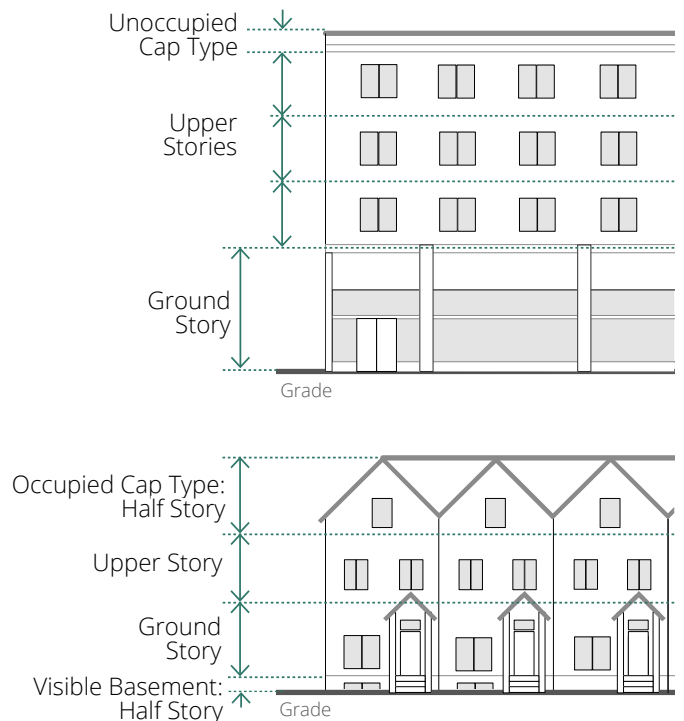 Unoccupied
Cap Type
Upper
Stories
Ground
Story
Grade
Occupied Cap Type:
Half Story
Upper Story
Ground
Story
Visible Basement:
Half Story
Grade